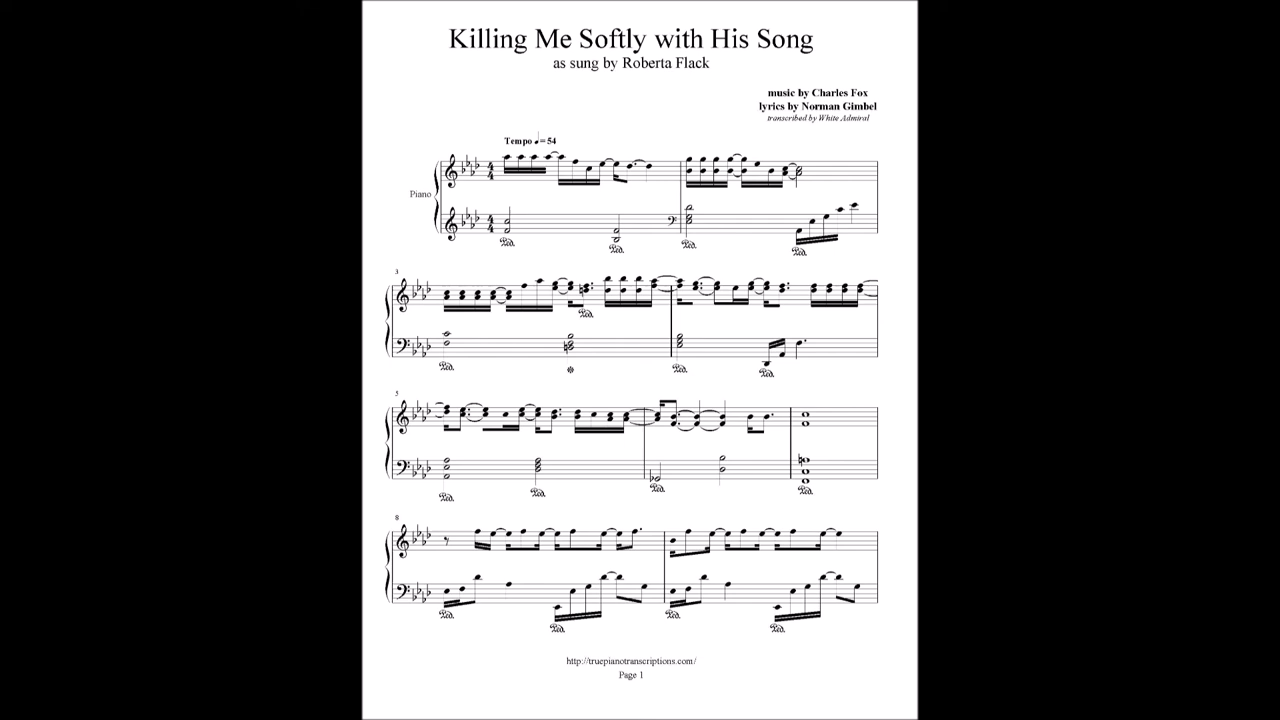 Killing Me Softly with His Song
as sung by Roberta Flack
music by Charles Fox
lyrics by Norman Gimbel
transcribed by White Admiral
Tempo ♩= 54
Piano
3
5
8
http://truepianotranscriptions.com/
Page 1